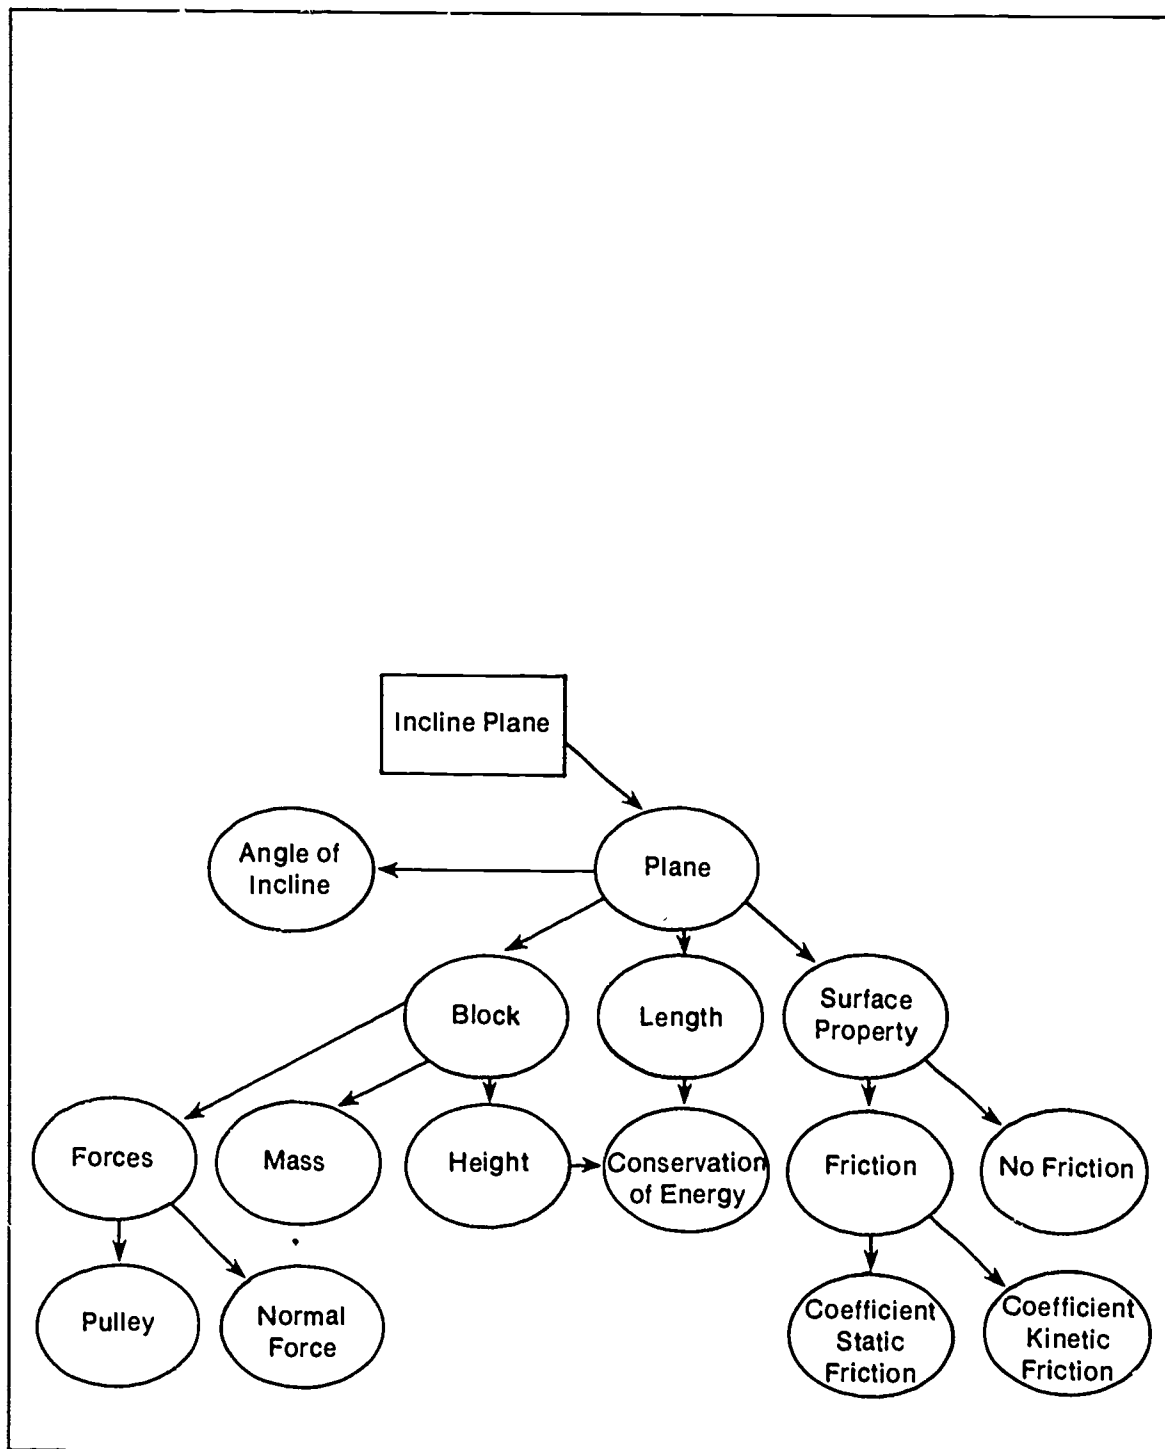 Incline Plane
Angle of
Incline
Plane
Block
Length
Surface
Property
Forces
Mass
Height
Conservation
of Energy
Friction
No Friction
Pulley
Normal
Force
Coefficient
Static
Friction
Coefficient
Kinetic
Friction